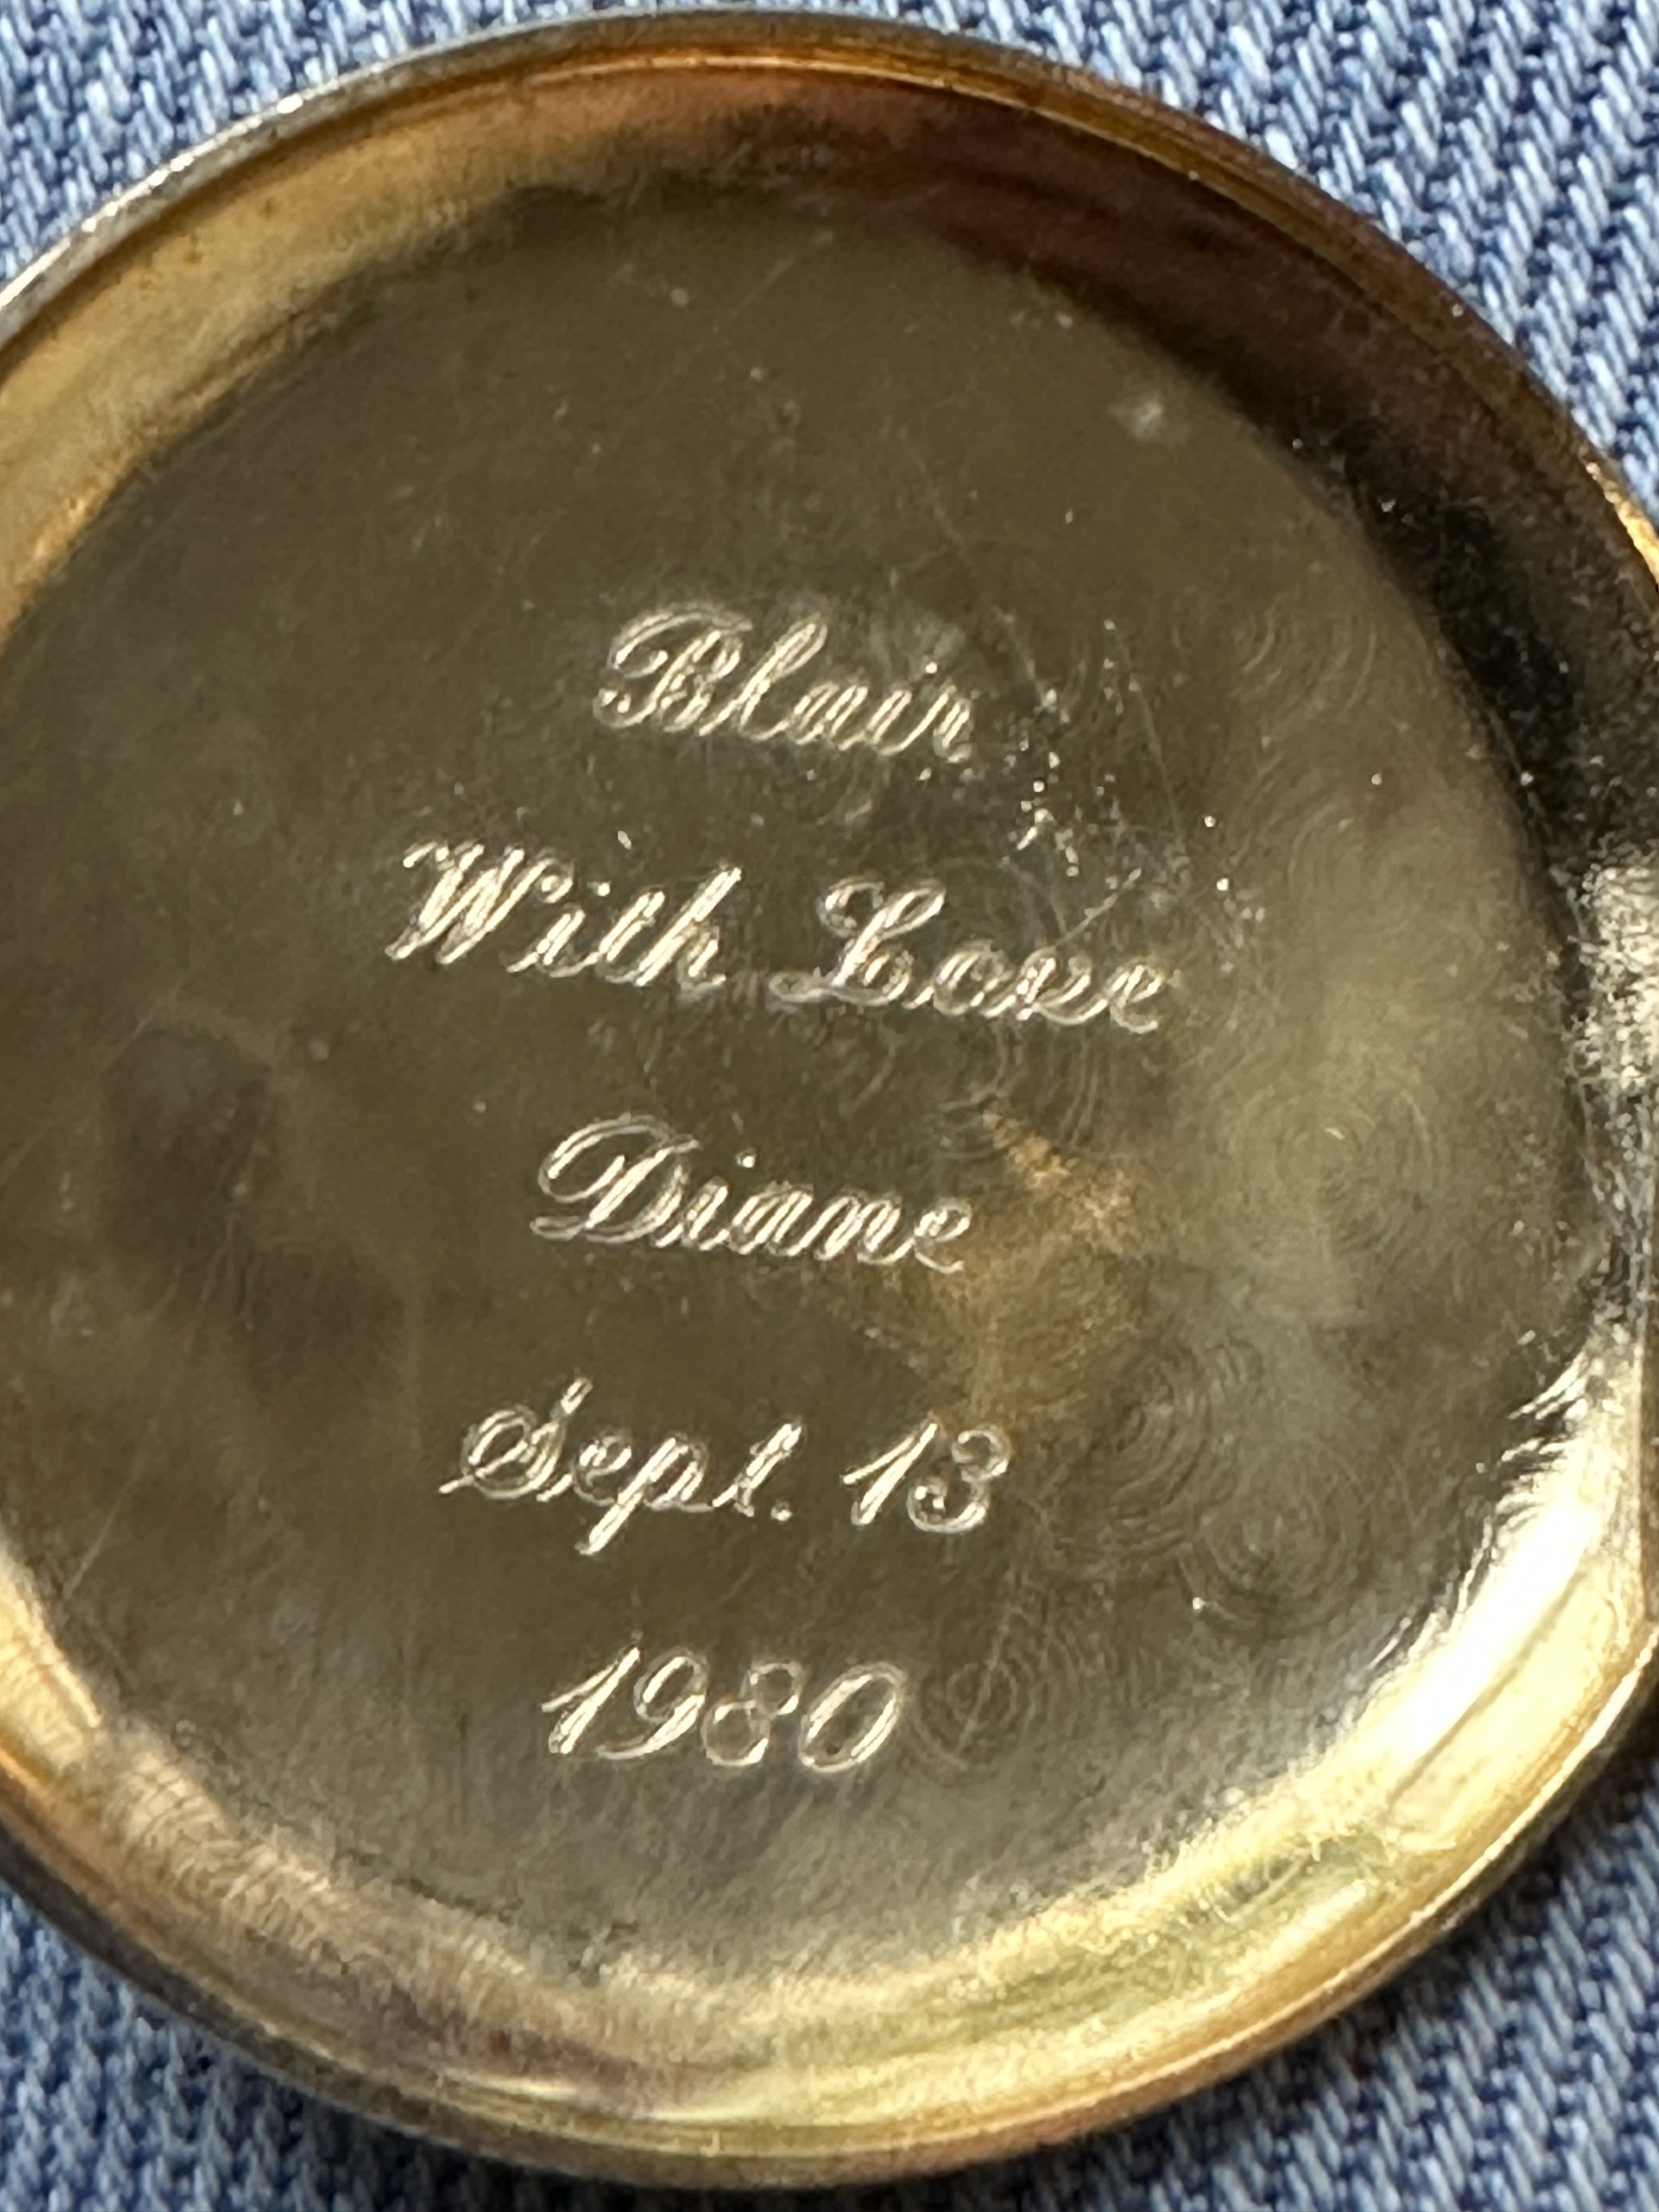 Blair
With Love
Diane
Sept. 13
1980